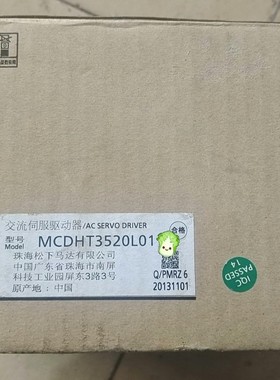 交流伺服驱动器/AC SERVO DRIVER
型号 Model MCDHT3520L01
合格
珠海松下马达有限公司
中国广东省珠海市南屏
科技工业园屏东3路3号
原产地：中国
Q/PMRZ 6
20131101
IQC
PASSED
14